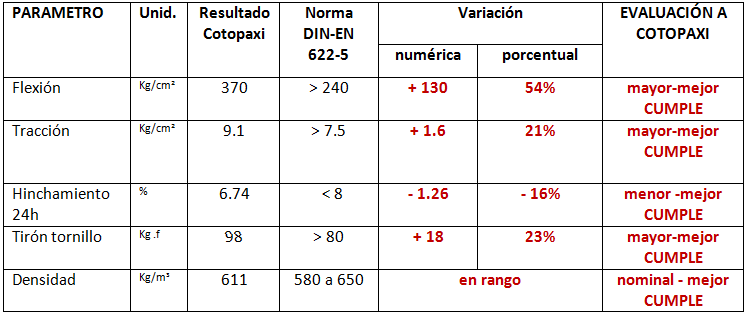 PARAMETRO Unid. Resultado Cotopaxi Norma DIN-EN 622-5 Variación EVALUACIÓN A COTOPAXI
numérica porcentual
Flexión Kg/cm² 370 > 240 + 130 54% mayor-mejor CUMPLE
Tracción Kg/cm² 9.1 > 7.5 + 1.6 21% mayor-mejor CUMPLE
Hinchamiento 24h % 6.74 < 8 - 1.26 - 16% menor -mejor CUMPLE
Tirón tornillo Kg .f 98 > 80 + 18 23% mayor-mejor CUMPLE
Densidad Kg/m³ 611 580 a 650 en rango nominal - mejor CUMPLE